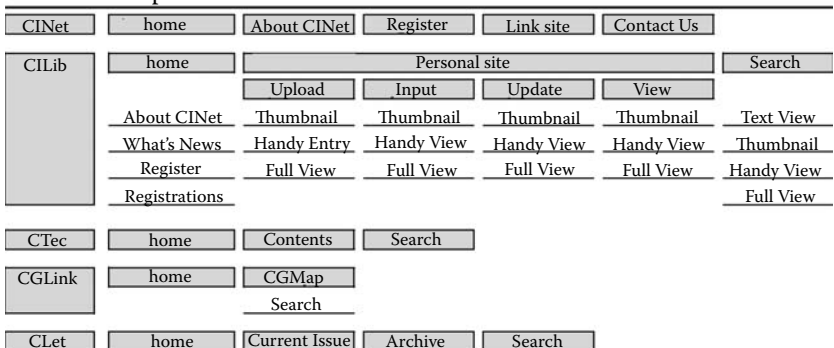 CINet home About CINet Register Link site Contact Us
CILib home Personal site Search
Upload Input Update View
About CINet Thumbnail Thumbnail Thumbnail Thumbnail Text View
What's News Handy Entry Handy View Handy View Handy View Thumbnail
Register Full View Full View Full View Full View Handy View
Registrations Full View
CTec home Contents Search
CGLink home CGMap
Search
CLet home Current Issue Archive Search